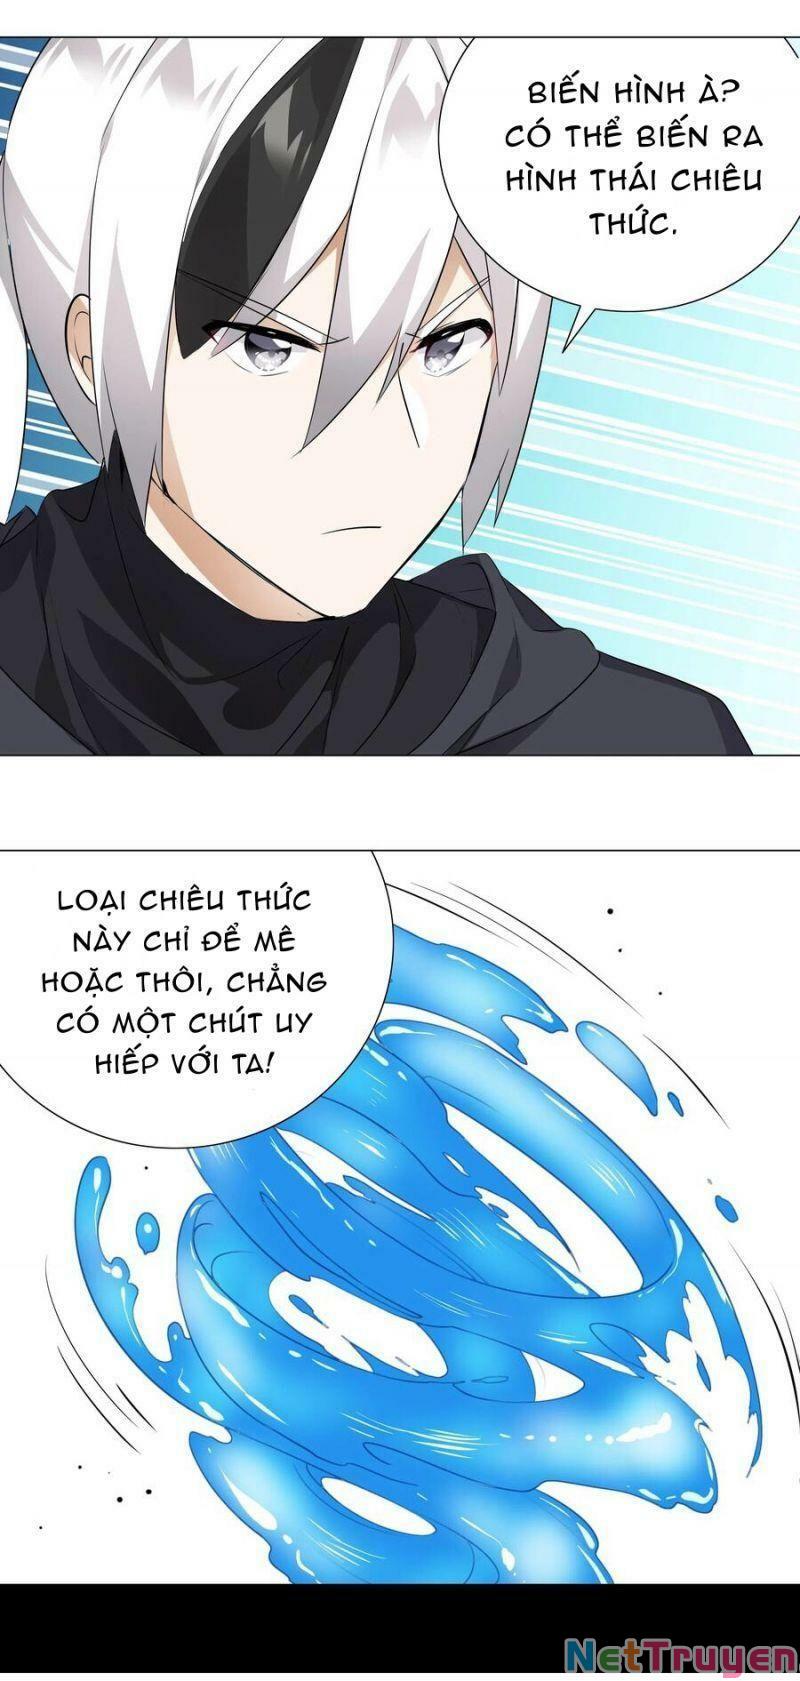 BIẾN HÌNH À?
CÓ THỂ BIẾN RA
HÌNH THÁI CHIÊU
THỨC.
LOẠI CHIÊU THỨC
NÀY CHỈ ĐỂ MÊ
HOẶC THÔI, CHẲNG
CÓ MỘT CHÚT UY
HIẾP VỚI TA!
NetTruyen